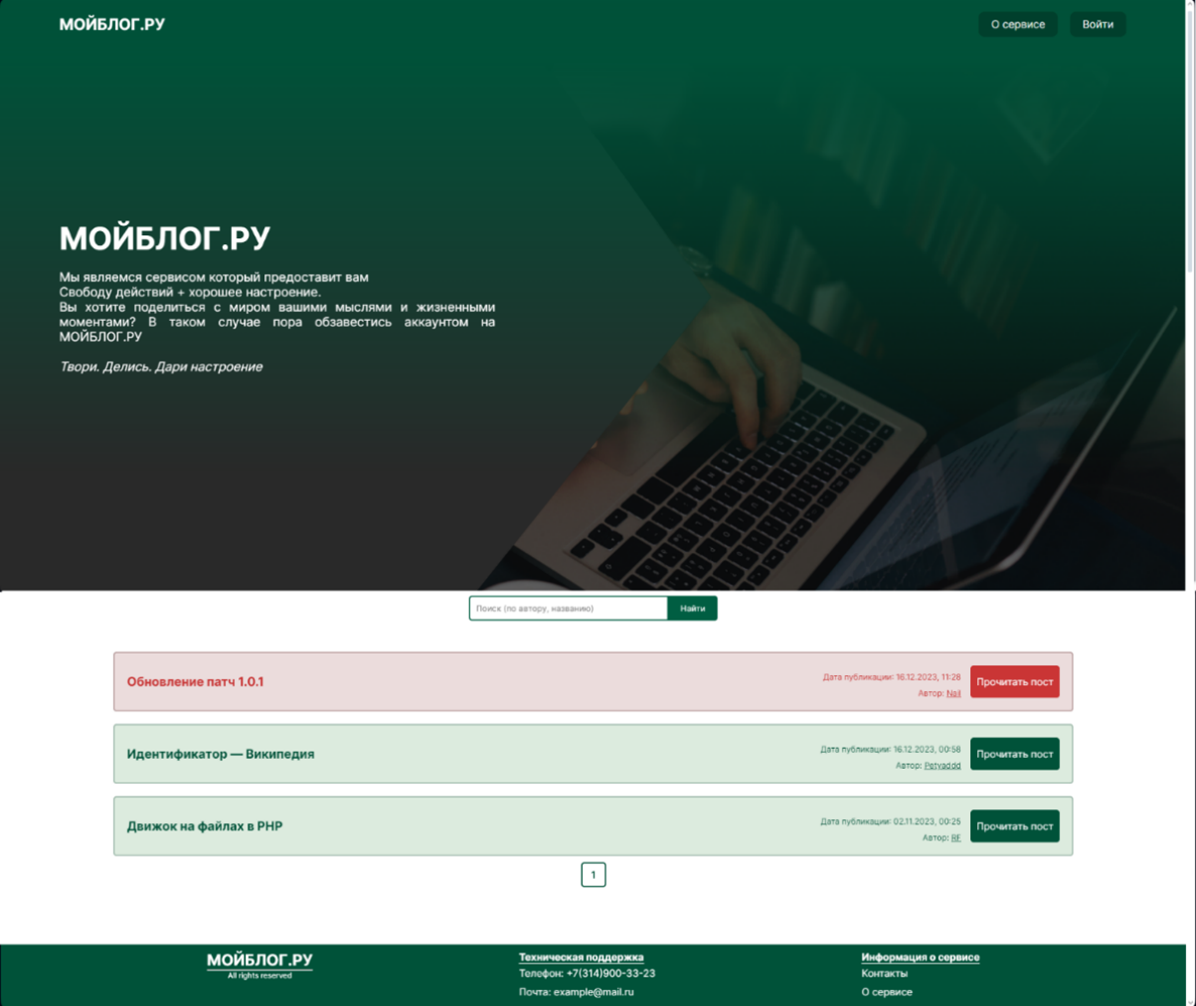 МОЙБЛОГ.РУ
О сервисе
Войти
МОЙБЛОГ.РУ
Мы являемся сервисом который предоставит вам
Свободу действий + хорошее настроение.
Вы хотите поделиться с миром вашими мыслями и жизненными
моментами? В таком случае пора обзавестись аккаунтом на
МОЙБЛОГ.РУ
Твори. Делись. Дари настроение
Поиск (по автору, названию)
Найти
Обновление патч 1.0.1
Дата публикации: 16.12.2023, 11:28
Автор: Nail
Прочитать пост
Идентификатор — Википедия
Дата публикации: 16.12.2023, 00:58
Автор: Petyaddd
Прочитать пост
Движок на файлах в PHP
Дата публикации: 02.11.2023, 00:25
Автор: RF
Прочитать пост
1
МОЙБЛОГ.РУ
All rights reserved
Техническая поддержка
Телефон: +7(314)900-33-23
Почта: example@mail.ru
Информация о сервисе
Контакты
О сервисе